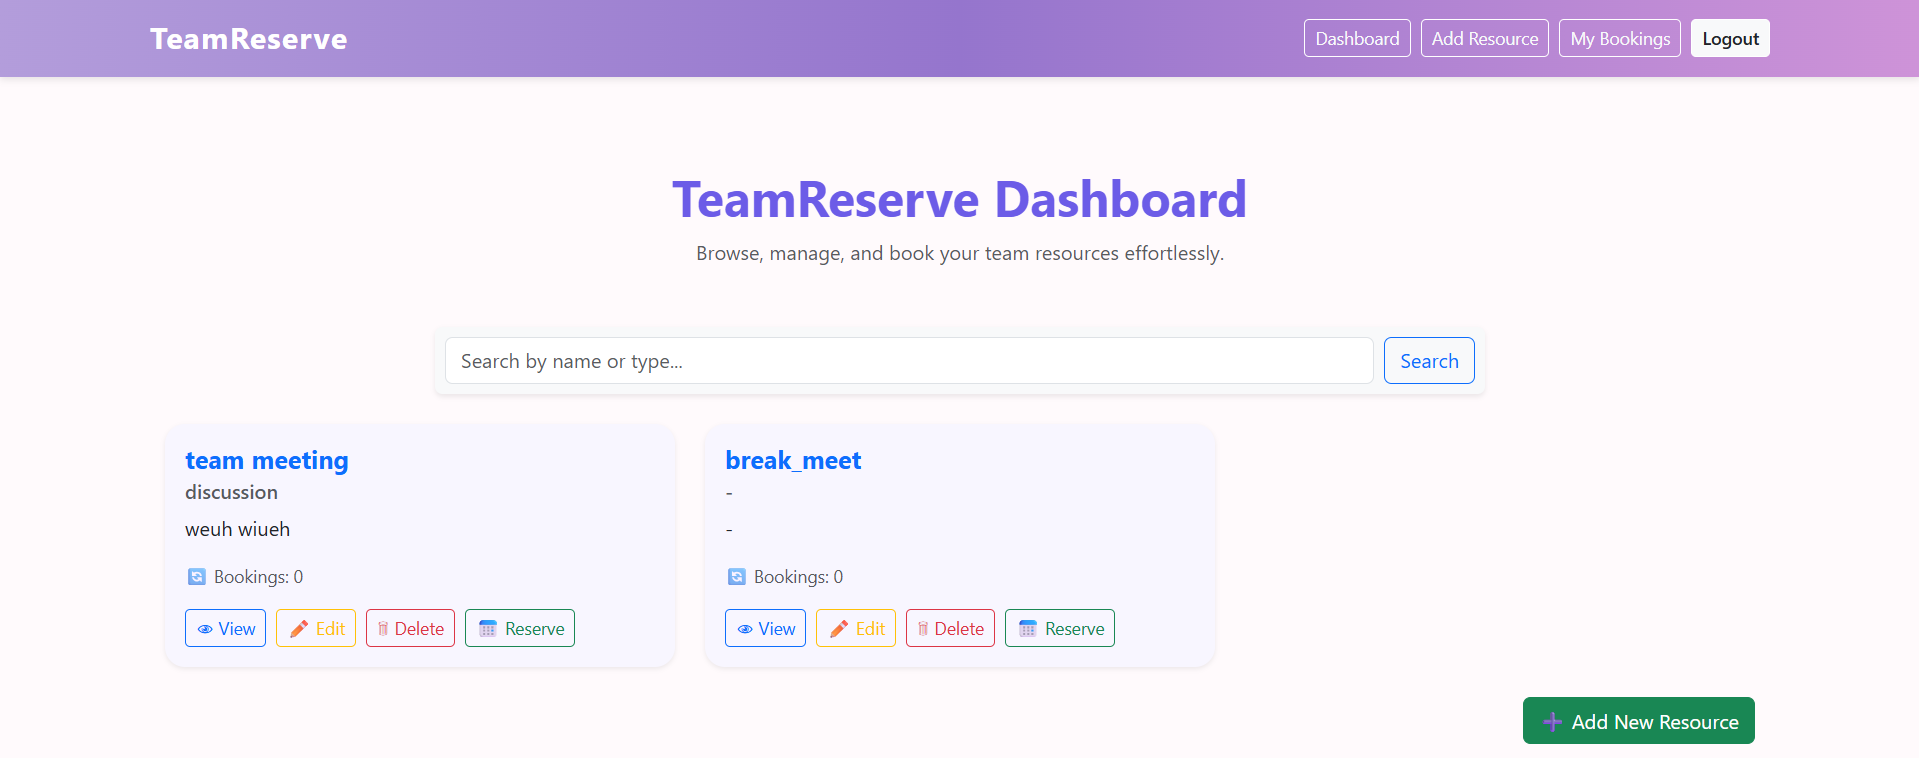 TeamReserve
Dashboard
Add Resource
My Bookings
Logout
TeamReserve Dashboard
Browse, manage, and book your team resources effortlessly.
Search by name or type...
Search
team meeting
discussion
weuh wiueh
Bookings: 0
View
Edit
Delete
Reserve
break_meet
-
-
Bookings: 0
View
Edit
Delete
Reserve
Add New Resource